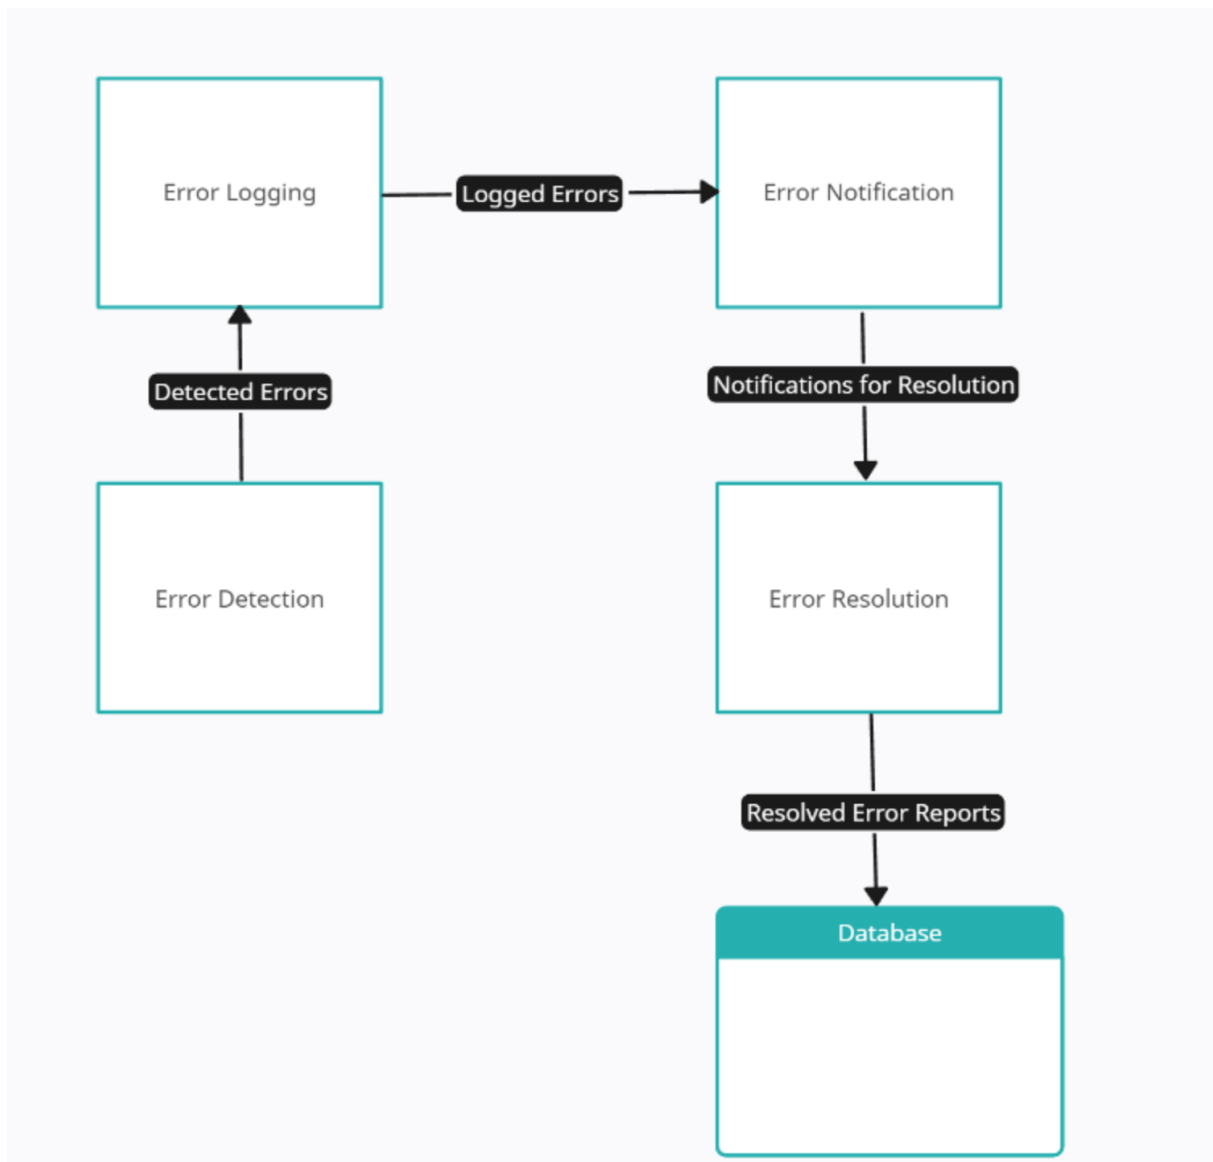 Error Logging
Logged Errors
Error Notification
Detected Errors
Notifications for Resolution
Error Detection
Error Resolution
Resolved Error Reports
Database